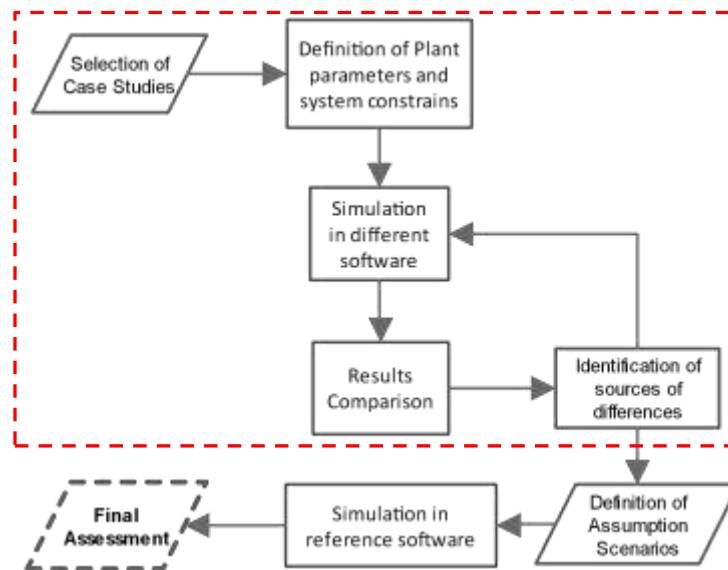 Selection of
Case Studies
Definition of Plant
parameters and
system constrains
Simulation
in different
software
Results
Comparison
Identification of
sources of
differences
Definition of
Assumption
Scenarios
Simulation in
reference software
Final
Assessment